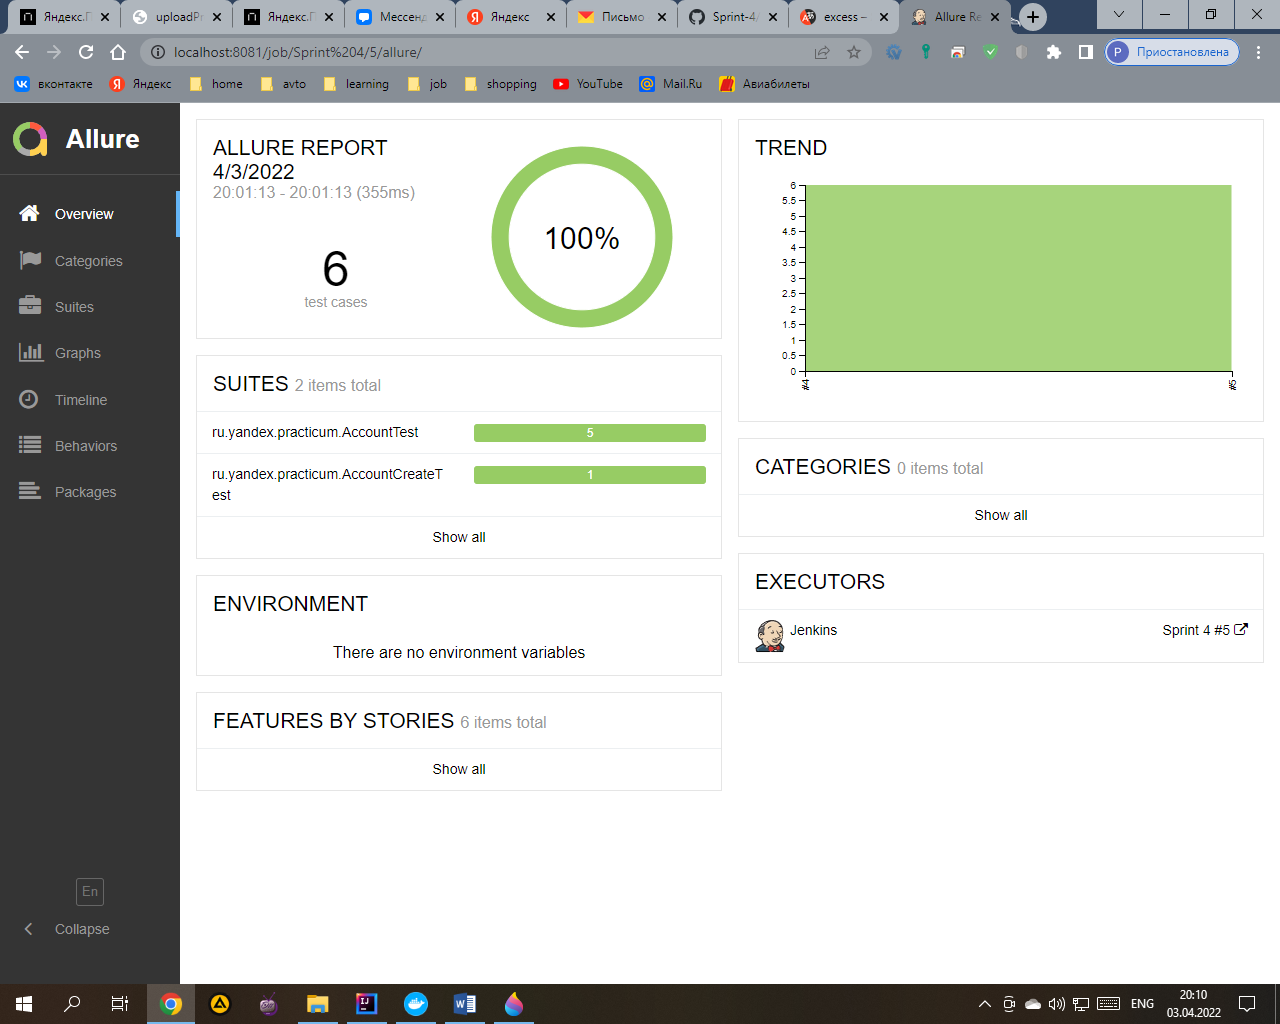 Яндекс.П
uploadPr
Яндекс.П
Мессенд
Яндекс
Письмо
Sprint-4/
excess –
Allure Re
localhost:8081/job/Sprint%204/5/allure/
P Приостановлена
вконтакте
Яндекс
home
avto
learning
job
shopping
YouTube
Mail.Ru
Авиабилеты
Allure
Overview
Categories
Suites
Graphs
Timeline
Behaviors
Packages
En
Collapse
ALLURE REPORT
4/3/2022
20:01:13 - 20:01:13 (355ms)
6
test cases
100%
SUITES 2 items total
ru.yandex.practicum.AccountTest 5
ru.yandex.practicum.AccountCreateT 1
est
Show all
ENVIRONMENT
There are no environment variables
FEATURES BY STORIES 6 items total
Show all
TREND
6
5.5
5
4.5
4
3.5
3
2.5
2
1.5
1
0.5
0
#4
#5
CATEGORIES 0 items total
Show all
EXECUTORS
Jenkins Sprint 4 #5
ENG
20:10
03.04.2022